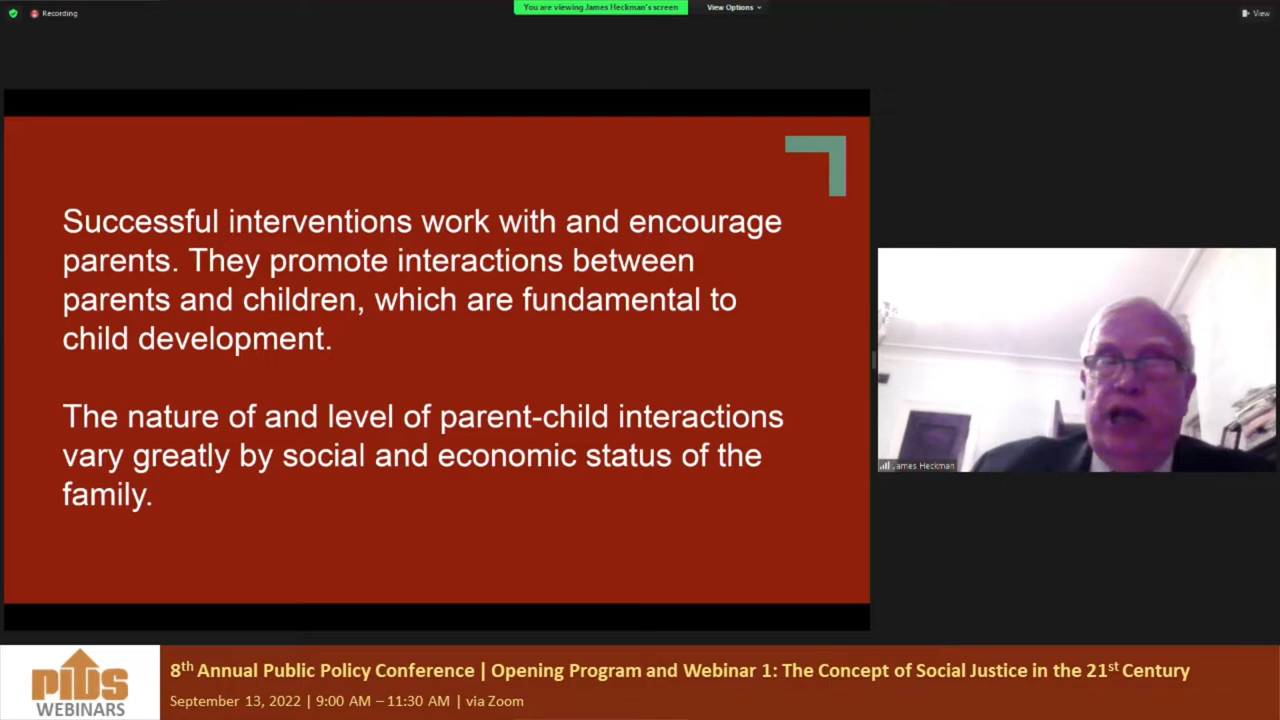 Recording
You are viewing James Heckman's screen
View Options
View
Successful interventions work with and encourage
parents. They promote interactions between
parents and children, which are fundamental to
child development.
The nature of and level of parent-child interactions
vary greatly by social and economic status of the
family.
James Heckman
PIDS
WEBINARS
8th Annual Public Policy Conference | Opening Program and Webinar 1: The Concept of Social Justice in the 21st Century
September 13, 2022 | 9:00 AM – 11:30 AM | via Zoom